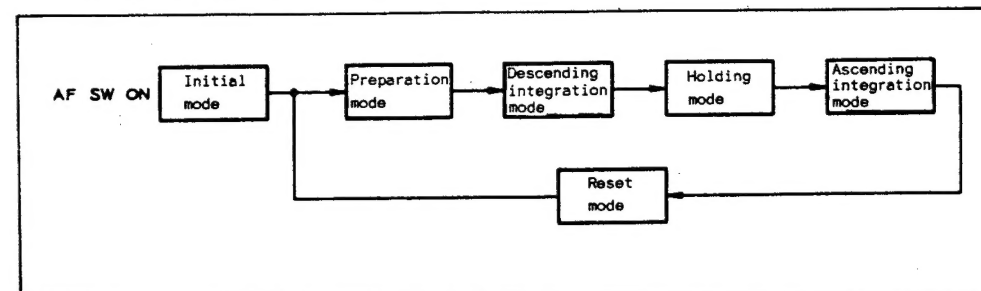 AF SW ON
Initial
mode
Preparation
mode
Descending
integration
mode
Holding
mode
Ascending
integration
mode
Reset
mode